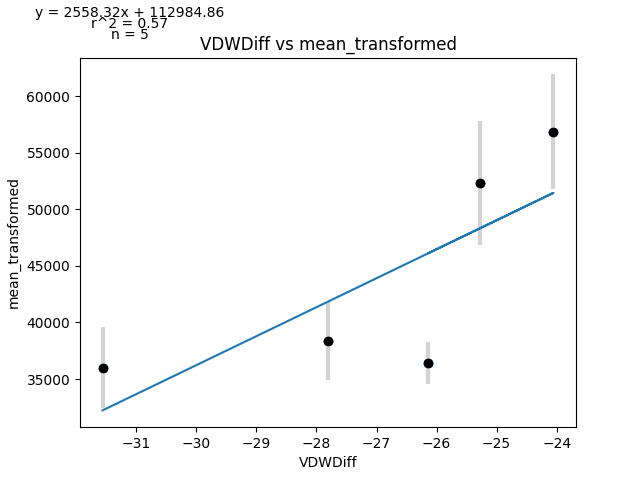 y = 2558.32x + 112984.86
r^2 = 0.57
n = 5
VDWDiff vs mean_transformed
60000
55000
50000
45000
40000
35000
mean_transformed
−31 −30 −29 −28 −27 −26 −25 −24
VDWDiff